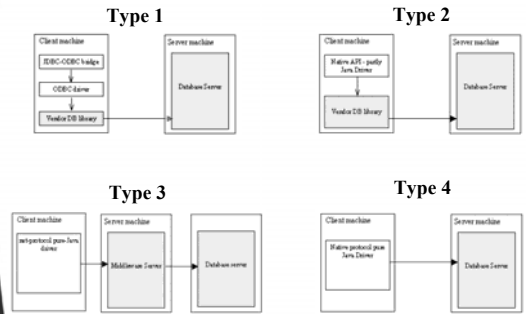 Type 1
Type 2
Client machine
Server machine
JDBC-ODBC bridge
ODBC driver
Vendor DB library
Database Server
Client machine
Server machine
Native API - partly
Java Driver
Vendor DB library
Database Server
Type 3
Type 4
Client machine
Server machine
net-protocol pure-Java
driver
Middleware Server
Database server
Client machine
Server machine
Native protocol pure
Java Driver
Database Server